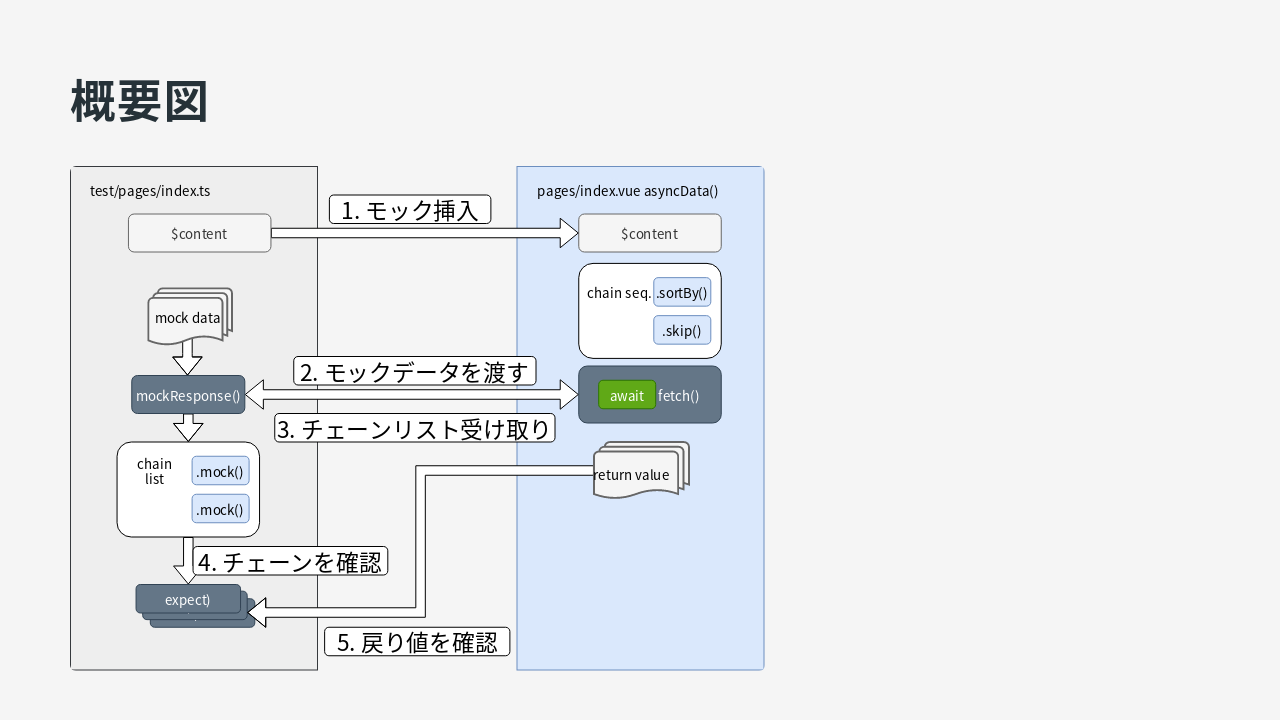 概要図
test/pages/index.ts
pages/index.vue asyncData()
1. モック挿入
$content
$content
chain seq.
.sortBy()
.skip()
mock data
2. モックデータを渡す
mockResponse()
await
fetch()
3. チェーンリスト受け取り
chain
list
.mock()
.mock()
return value
4. チェーンを確認
expect)
5. 戻り値を確認